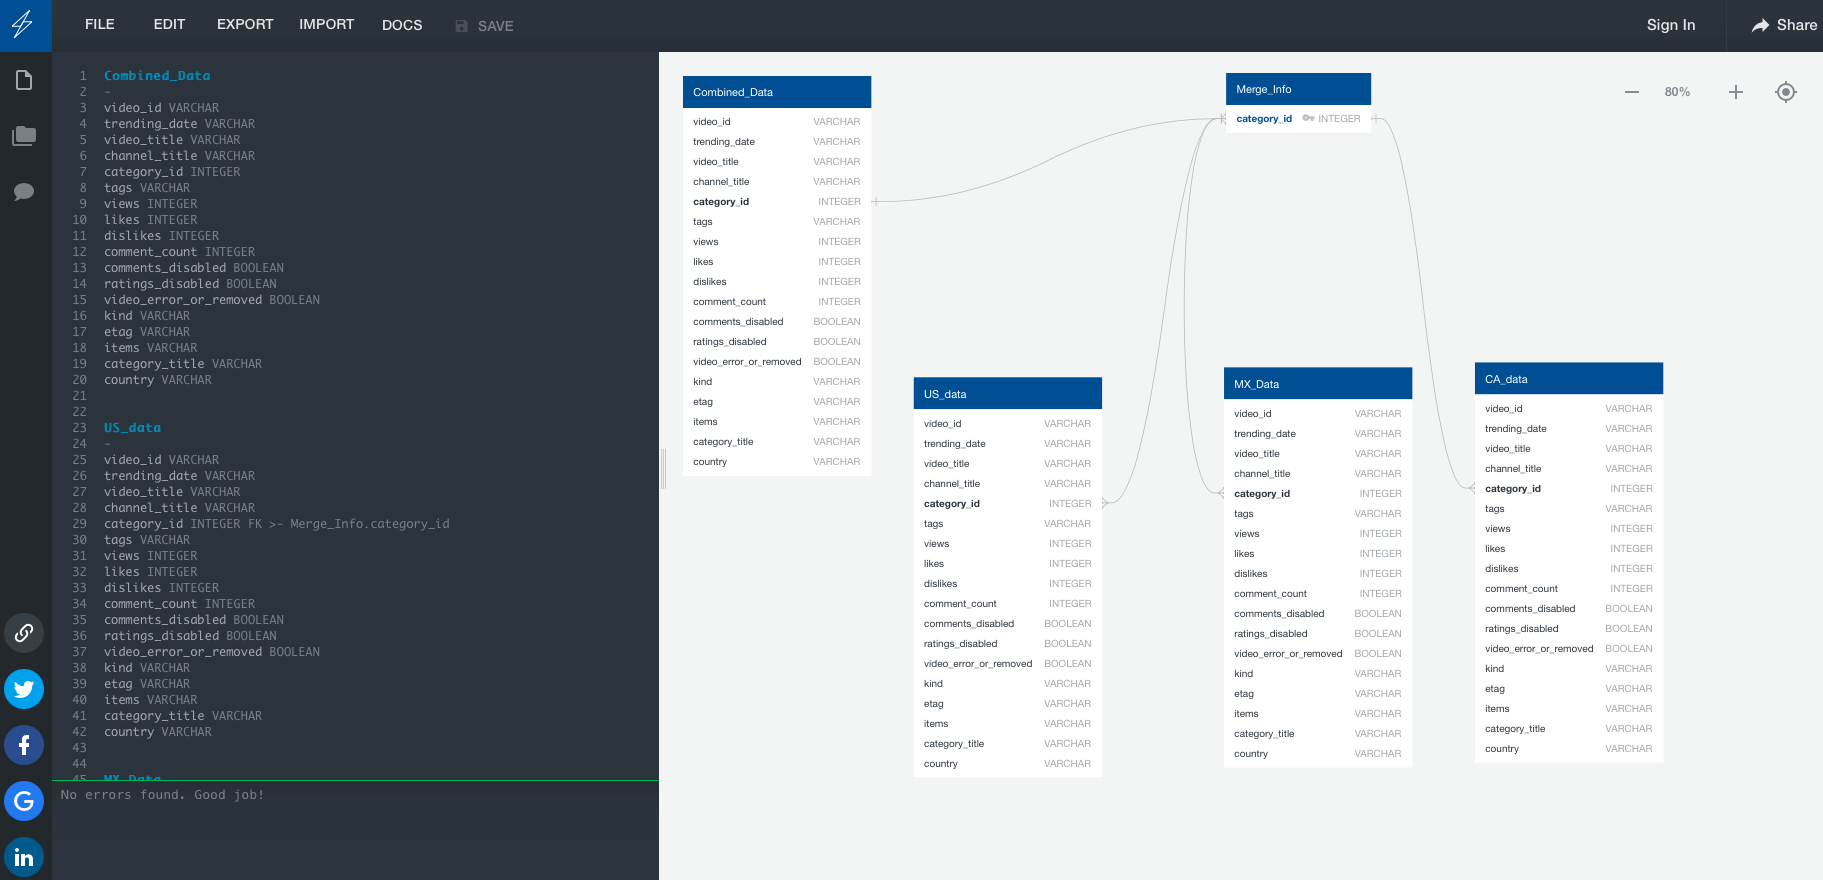 FILE EDIT EXPORT IMPORT DOCS SAVE Sign In Share
1 Combined_Data
2 -
3 video_id VARCHAR
4 trending_date VARCHAR
5 video_title VARCHAR
6 channel_title VARCHAR
7 category_id INTEGER
8 tags VARCHAR
9 views INTEGER
10 likes INTEGER
11 dislikes INTEGER
12 comment_count INTEGER
13 comments_disabled BOOLEAN
14 ratings_disabled BOOLEAN
15 video_error_or_removed BOOLEAN
16 kind VARCHAR
17 etag VARCHAR
18 items VARCHAR
19 category_title VARCHAR
20 country VARCHAR
21
22
23 US_data
24 -
25 video_id VARCHAR
26 trending_date VARCHAR
27 video_title VARCHAR
28 channel_title VARCHAR
29 category_id INTEGER FK >- Merge_Info.category_id
30 tags VARCHAR
31 views INTEGER
32 likes INTEGER
33 dislikes INTEGER
34 comment_count INTEGER
35 comments_disabled BOOLEAN
36 ratings_disabled BOOLEAN
37 video_error_or_removed BOOLEAN
38 kind VARCHAR
39 etag VARCHAR
40 items VARCHAR
41 category_title VARCHAR
42 country VARCHAR
43
44
45 MX_Data
No errors found. Good job!
Combined_Data
video_id VARCHAR
trending_date VARCHAR
video_title VARCHAR
channel_title VARCHAR
category_id INTEGER
tags VARCHAR
views INTEGER
likes INTEGER
dislikes INTEGER
comment_count INTEGER
comments_disabled BOOLEAN
ratings_disabled BOOLEAN
video_error_or_removed BOOLEAN
kind VARCHAR
etag VARCHAR
items VARCHAR
category_title VARCHAR
country VARCHAR
Merge_Info
category_id INTEGER
80%
US_data
video_id VARCHAR
trending_date VARCHAR
video_title VARCHAR
channel_title VARCHAR
category_id INTEGER
tags VARCHAR
views INTEGER
likes INTEGER
dislikes INTEGER
comment_count INTEGER
comments_disabled BOOLEAN
ratings_disabled BOOLEAN
video_error_or_removed BOOLEAN
kind VARCHAR
etag VARCHAR
items VARCHAR
category_title VARCHAR
country VARCHAR
MX_Data
video_id VARCHAR
trending_date VARCHAR
video_title VARCHAR
channel_title VARCHAR
category_id INTEGER
tags VARCHAR
views INTEGER
likes INTEGER
dislikes INTEGER
comment_count INTEGER
comments_disabled BOOLEAN
ratings_disabled BOOLEAN
video_error_or_removed BOOLEAN
kind VARCHAR
etag VARCHAR
items VARCHAR
category_title VARCHAR
country VARCHAR
CA_data
video_id VARCHAR
trending_date VARCHAR
video_title VARCHAR
channel_title VARCHAR
category_id INTEGER
tags VARCHAR
views INTEGER
likes INTEGER
dislikes INTEGER
comment_count INTEGER
comments_disabled BOOLEAN
ratings_disabled BOOLEAN
video_error_or_removed BOOLEAN
kind VARCHAR
etag VARCHAR
items VARCHAR
category_title VARCHAR
country VARCHAR